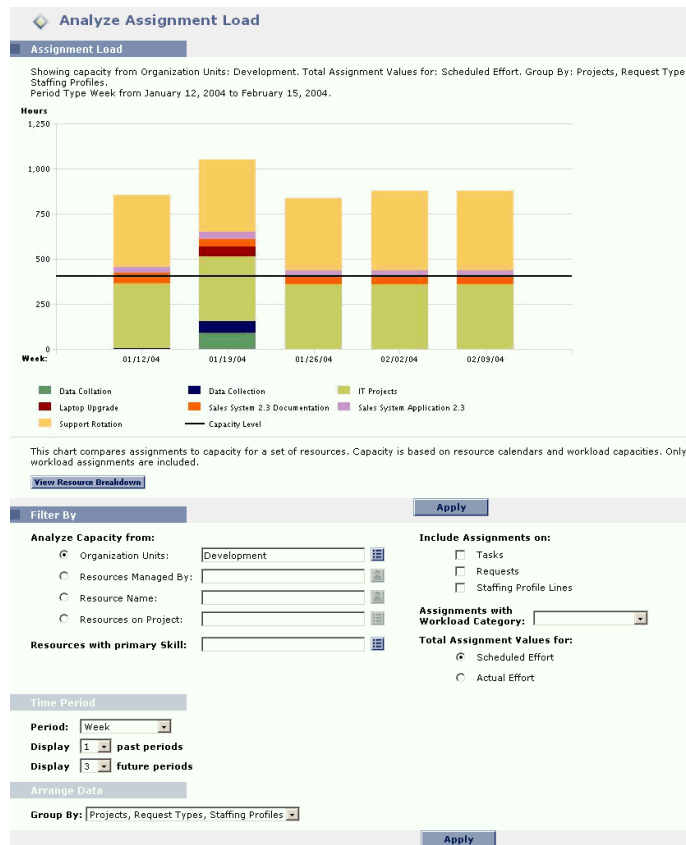 Analyze Assignment Load
Assignment Load
Showing capacity from Organization Units: Development. Total Assignment Values for: Scheduled Effort. Group By: Projects, Request Type
Staffing Profiles.
Period Type Week from January 12, 2004 to February 15, 2004.
Hours
1,250
1,000
750
500
250
0
Week: 01/12/04 01/19/04 01/26/04 02/02/04 02/09/04
Data Collation Data Collection IT Projects
Laptop Upgrade Sales System 2.3 Documentation Sales System Application 2.3
Support Rotation Capacity Level
This chart compares assignments to capacity for a set of resources. Capacity is based on resource calendars and workload capacities. Only
workload assignments are included.
View Resource Breakdown
Filter By Apply
Analyze Capacity from: Include Assignments on:
Organization Units: Development Tasks
Resources Managed By: Requests
Resource Name: Staffing Profile Lines
Resources on Project: Assignments with
Workload Category:
Resources with primary Skill: Total Assignment Values for:
Scheduled Effort
Actual Effort
Time Period
Period: Week
Display 1 past periods
Display 3 future periods
Arrange Data
Group By: Projects, Request Types, Staffing Profiles
Apply